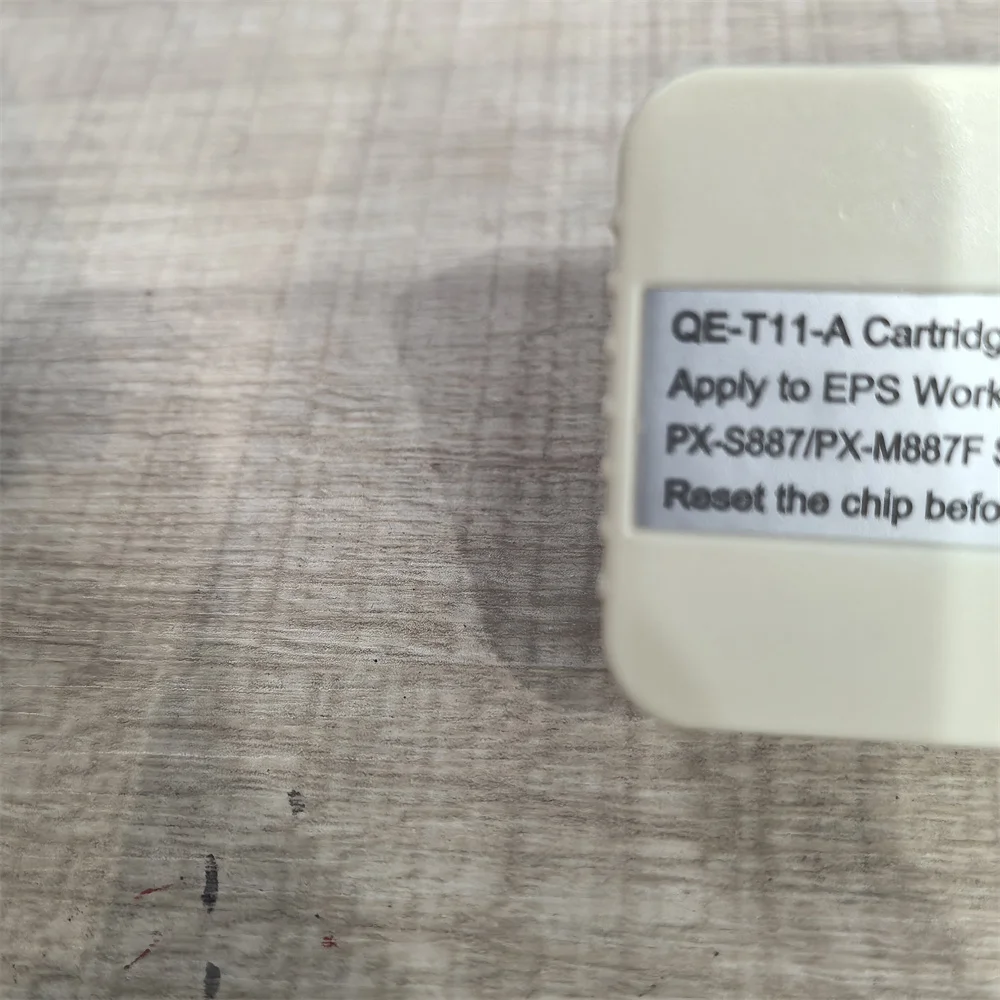 QE-T11-A Cartridg
Apply to EPS Work
PX-S887/PX-M887F S
Reset the chip befo